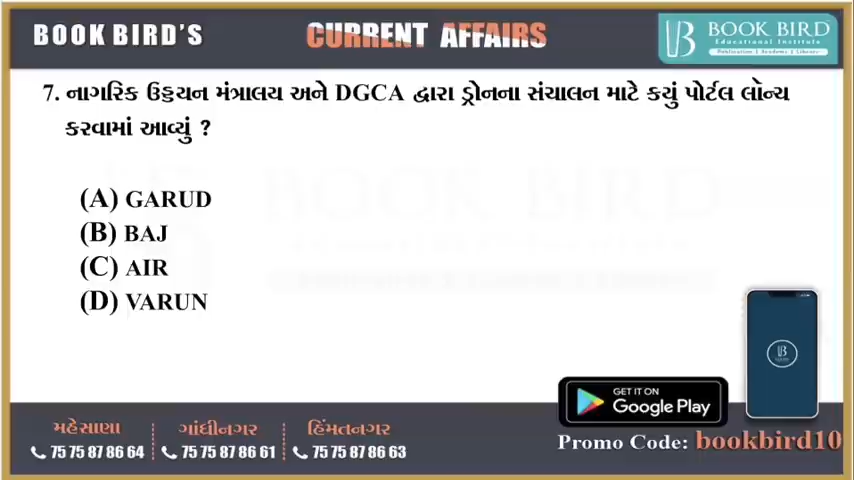 BOOK BIRD'S
CURRENT AFFAIRS
BOOK BIRD
Educational Institute
Publication | Academy | Library
7. નાગરિક ઉડ્ડયન મંત્રાલય અને DGCA દ્વારા ડ્રોનના સંચાલન માટે કયું પોર્ટલ લૉન્ચ
કરવામાં આવ્યું ?
BOOK BIRD
(A) GARUD
(B) BAJ
(C) AIR
(D) VARUN
GET IT ON
Google Play
Promo Code: bookbird10
મહેસાણા
75 75 87 86 64
ગાંધીનગર
75 75 87 86 61
હિંમતનગર
75 75 87 86 63